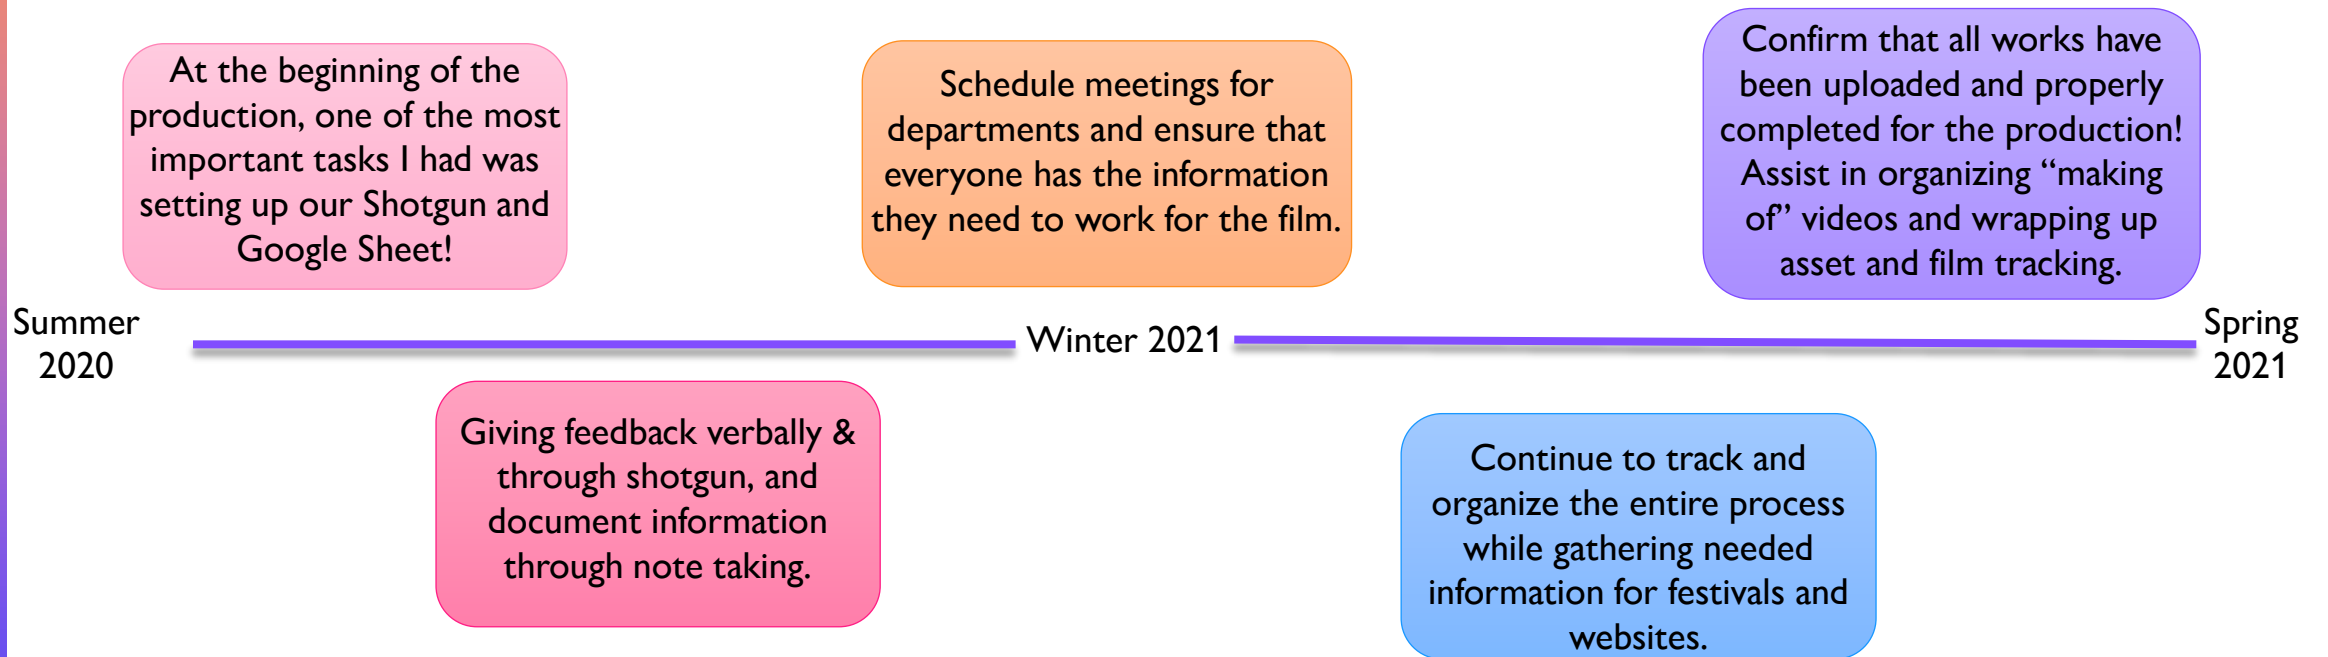 At the beginning of the
production, one of the most
important tasks I had was
setting up our Shotgun and
Google Sheet!
Schedule meetings for
departments and ensure that
everyone has the information
they need to work for the film.
Confirm that all works have
been uploaded and properly
completed for the production!
Assist in organizing “making
of” videos and wrapping up
asset and film tracking.
Summer
2020
Winter 2021
Spring
2021
Giving feedback verbally &
through shotgun, and
document information
through note taking.
Continue to track and
organize the entire process
while gathering needed
information for festivals and
websites.